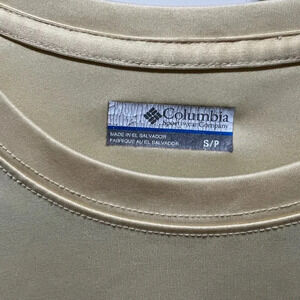 Columbia
Sportswear Company
MADE IN EL SALVADOR
FABRIQUÉ AU EL SALVADOR
S/P